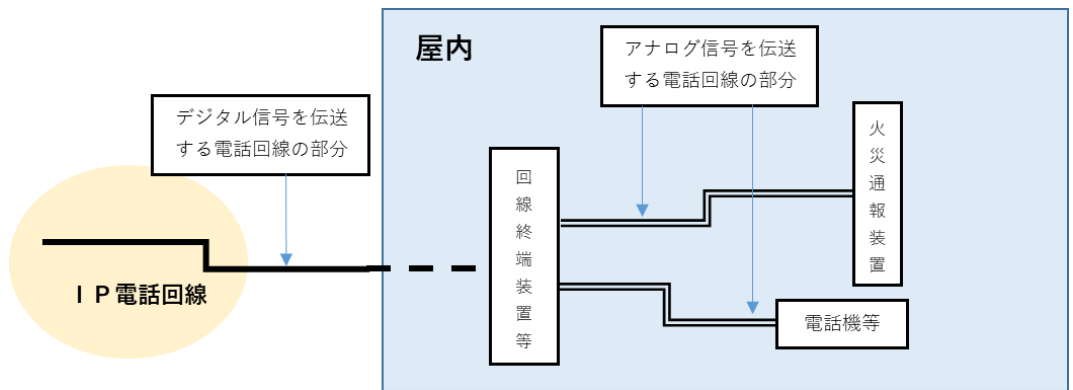 屋内
アナログ信号を伝送
する電話回線の部分
デジタル信号を伝送
する電話回線の部分
火災通報装置
回線終端装置等
ＩＰ電話回線
電話機等